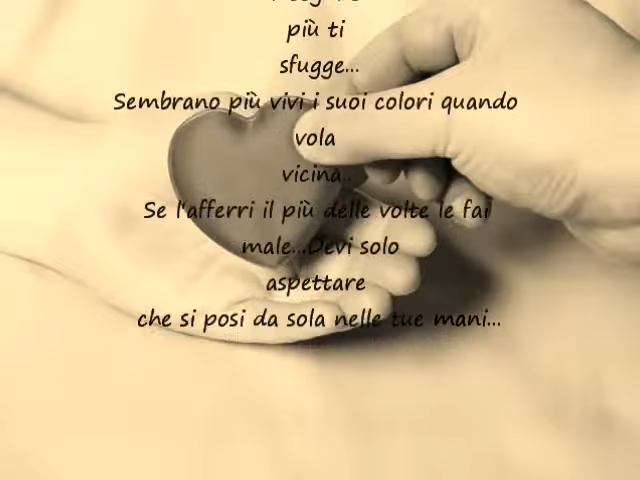 più ti
sfugge...
Sembrano più vivi i suoi colori quando
vola
vicina..
Se l'afferri il più delle volte le fai
male...Devi solo
aspettare
che si posi da sola nelle tue mani...